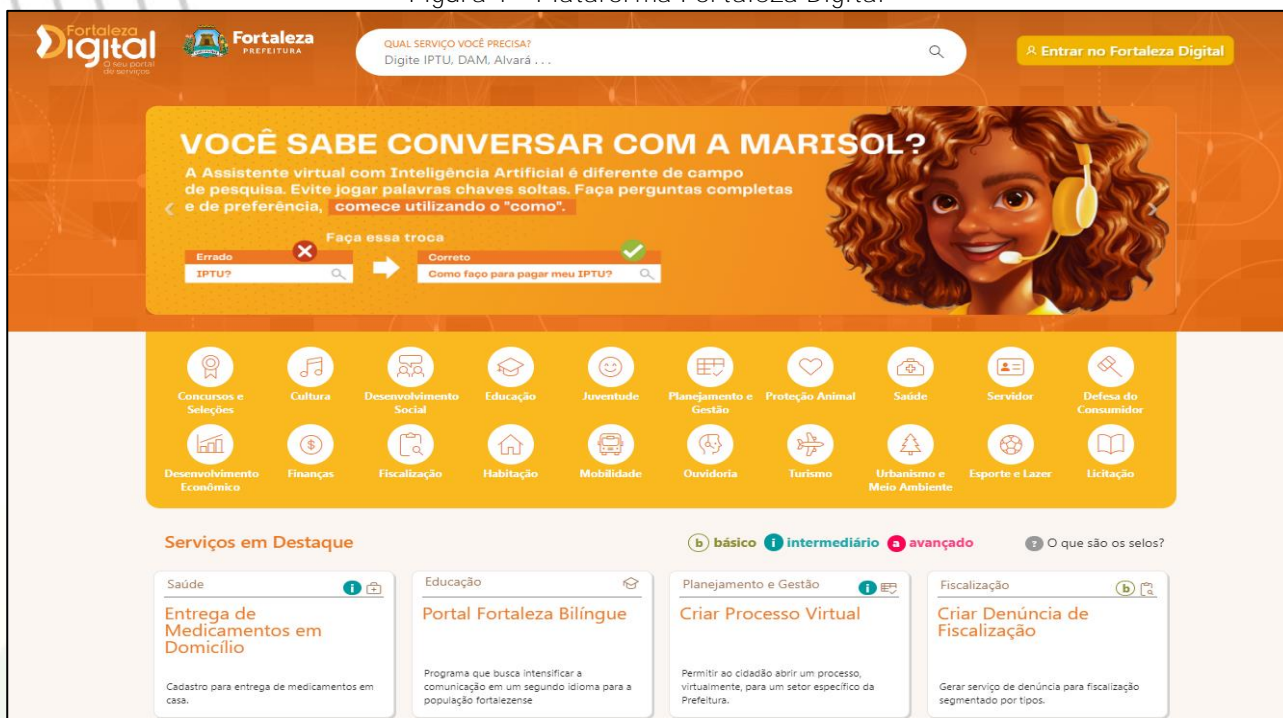 Figura 1 - Plataforma Fortaleza Digital
Fortaleza
Digital
O seu portal
de serviços
Fortaleza
PREFEITURA
QUAL SERVIÇO VOCÊ PRECISA?
Digite IPTU, DAM, Alvará . . .
Entrar no Fortaleza Digital
VOCÊ SABE CONVERSAR COM A MARISOL?
A Assistente virtual com Inteligência Artificial é diferente de campo
de pesquisa. Evite jogar palavras chaves soltas. Faça perguntas completas
e de preferência, comece utilizando o "como".
Faça essa troca
Errado
IPTU?
Correto
Como faço para pagar meu IPTU?
Concursos e
Seleções
Cultura
Desenvolvimento
Social
Educação
Juventude
Planejamento e
Gestão
Proteção Animal
Saúde
Servidor
Defesa do
Consumidor
Desenvolvimento
Econômico
Finanças
Fiscalização
Habitação
Mobilidade
Ouvidoria
Turismo
Urbanismo e
Meio Ambiente
Esporte e Lazer
Licitação
Serviços em Destaque
b básico i intermediário a avançado
? O que são os selos?
Saúde
i
Entrega de
Medicamentos em
Domicílio
Cadastro para entrega de medicamentos em
casa.
Educação
Portal Fortaleza Bilíngue
Programa que busca intensificar a
comunicação em um segundo idioma para a
população fortalezense
Planejamento e Gestão
i
Criar Processo Virtual
Permitir ao cidadão abrir um processo,
virtualmente, para um setor específico da
Prefeitura.
Fiscalização
b
Criar Denúncia de
Fiscalização
Gerar serviço de denúncia para fiscalização
segmentado por tipos.